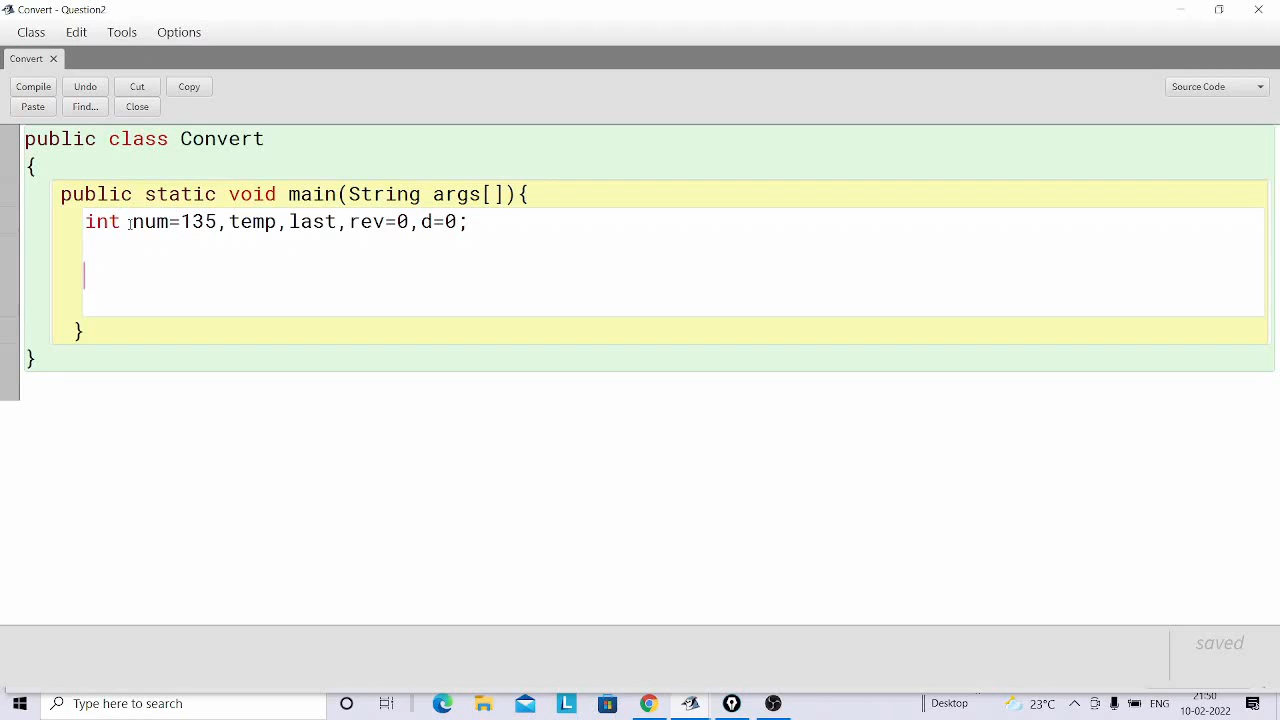 Convert - Question2
Class Edit Tools Options
Convert ×
Compile Undo Cut Copy Source Code
Paste Find... Close
public class Convert
{
public static void main(String args[]){
int num=135,temp,last,rev=0,d=0;
}
}
saved
Type here to search
L
Desktop
23°C
ENG
21:50
10-02-2022